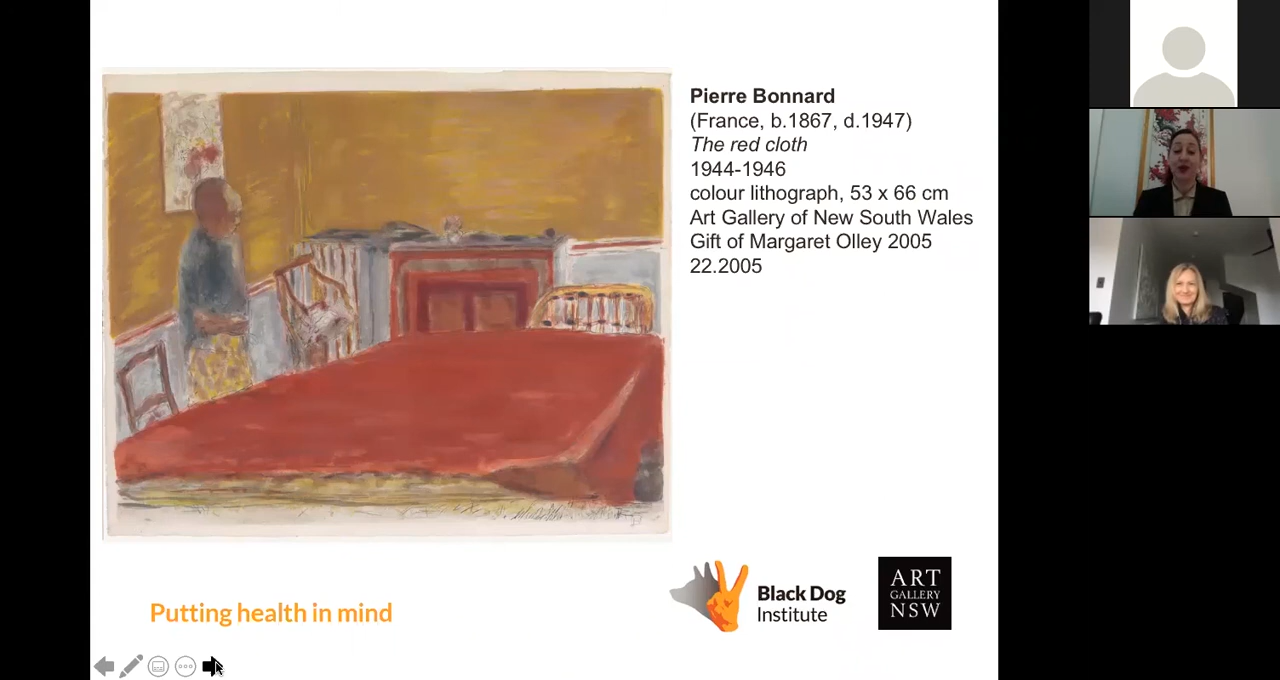 Pierre Bonnard
(France, b.1867, d.1947)
The red cloth
1944-1946
colour lithograph, 53 x 66 cm
Art Gallery of New South Wales
Gift of Margaret Olley 2005
22.2005
Putting health in mind
Black Dog
Institute
ART
GALLERY
NSW